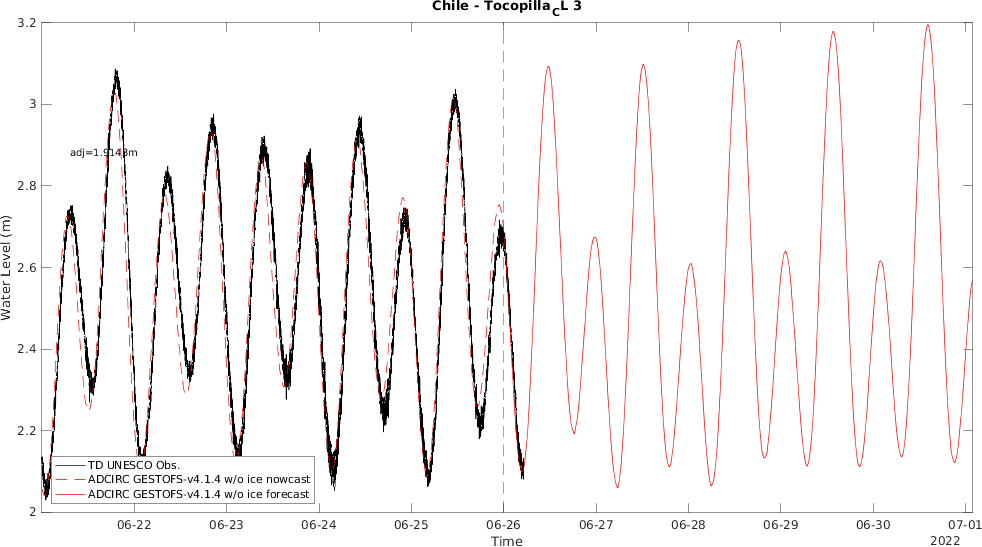 Chile - Tocopilla_CL 3
3.2
3
2.8
2.6
2.4
2.2
2
Water Level (m)
adj=1.9143m
TD UNESCO Obs.
ADCIRC GESTOFS-v4.1.4 w/o ice nowcast
ADCIRC GESTOFS-v4.1.4 w/o ice forecast
06-22 06-23 06-24 06-25 06-26 06-27 06-28 06-29 06-30 07-01
Time
2022